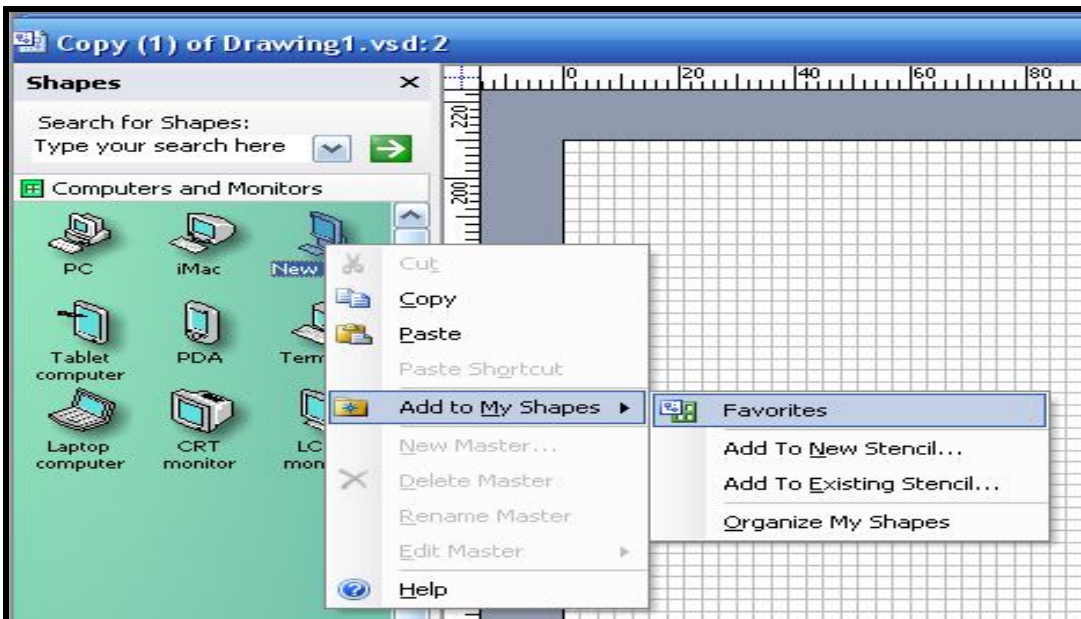 Copy (1) of Drawing1.vsd:2
Shapes
Search for Shapes:
Type your search here
Computers and Monitors
PC
iMac
New
Tablet computer
PDA
Laptop computer
CRT monitor
LC
Cut
Copy
Paste
Paste Shortcut
Add to My Shapes
New Master...
Delete Master
Rename Master
Edit Master
Help
Favorites
Add To New Stencil...
Add To Existing Stencil...
Organize My Shapes
0
20
40
60
80
220
200